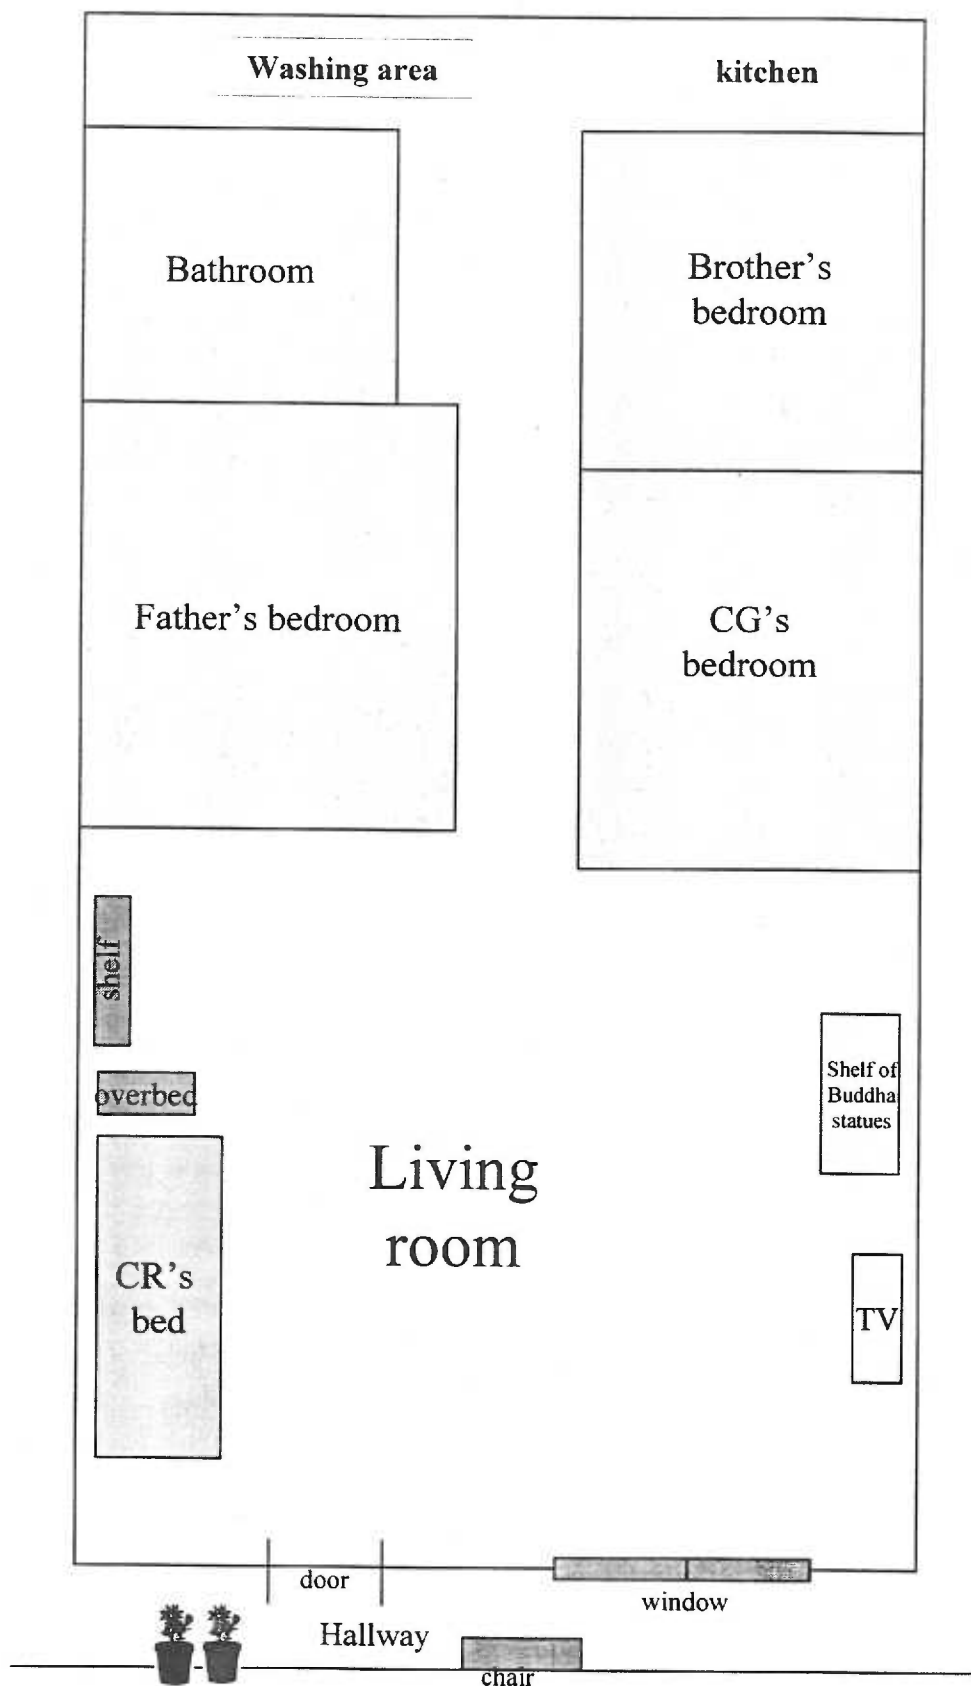 Washing area
kitchen
Bathroom
Brother's
bedroom
Father's bedroom
CG's
bedroom
shelf
overbed
Shelf of
Buddha
statues
Living
room
CR's
bed
TV
door
window
Hallway
chair